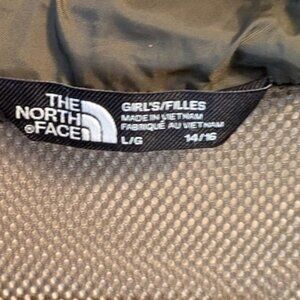 THE
NORTH
FACE
GIRL'S/FILLES
MADE IN VIETNAM
FABRIQUÉ AU VIETNAM
L/G 14/16